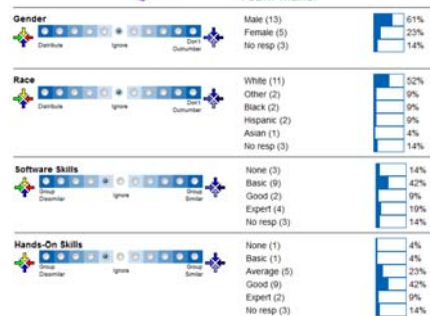 Gender
Distribute
Ignore
Don't
Outnumber
Male (13)
61%
Female (5)
23%
No resp (3)
14%
Race
Distribute
Ignore
Don't
Outnumber
White (11)
52%
Other (2)
9%
Black (2)
9%
Hispanic (2)
9%
Asian (1)
4%
No resp (3)
14%
Software Skills
Group
Dissimilar
Ignore
Group
Similar
None (3)
14%
Basic (9)
42%
Good (2)
9%
Expert (4)
19%
No resp (3)
14%
Hands-On Skills
Group
Dissimilar
Ignore
Group
Similar
None (1)
4%
Basic (1)
4%
Average (5)
23%
Good (9)
42%
Expert (2)
9%
No resp (3)
14%